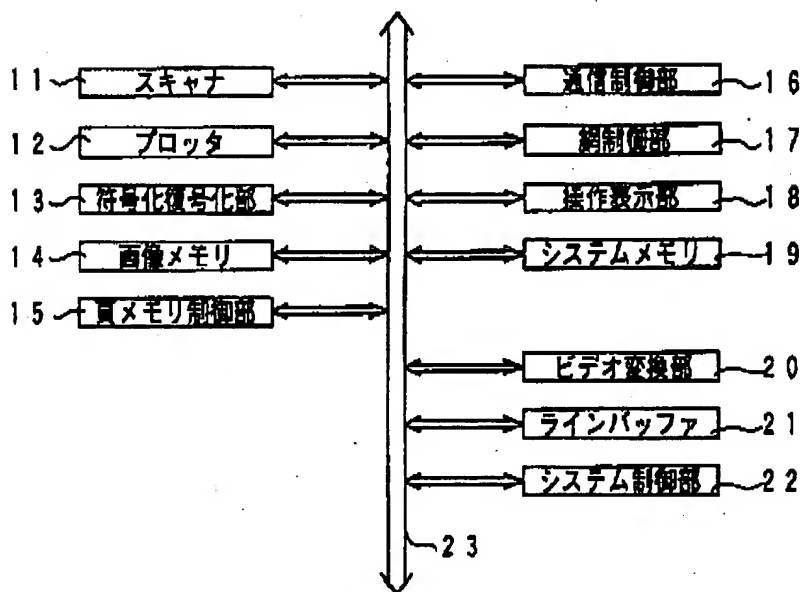 11 スキャナ
12 プロッタ
13 符号化復号化部
14 画像メモリ
15 頁メモリ制御部
16 通信制御部
17 網制御部
18 操作表示部
19 システムメモリ
20 ビデオ変換部
21 ラインバッファ
22 システム制御部
23